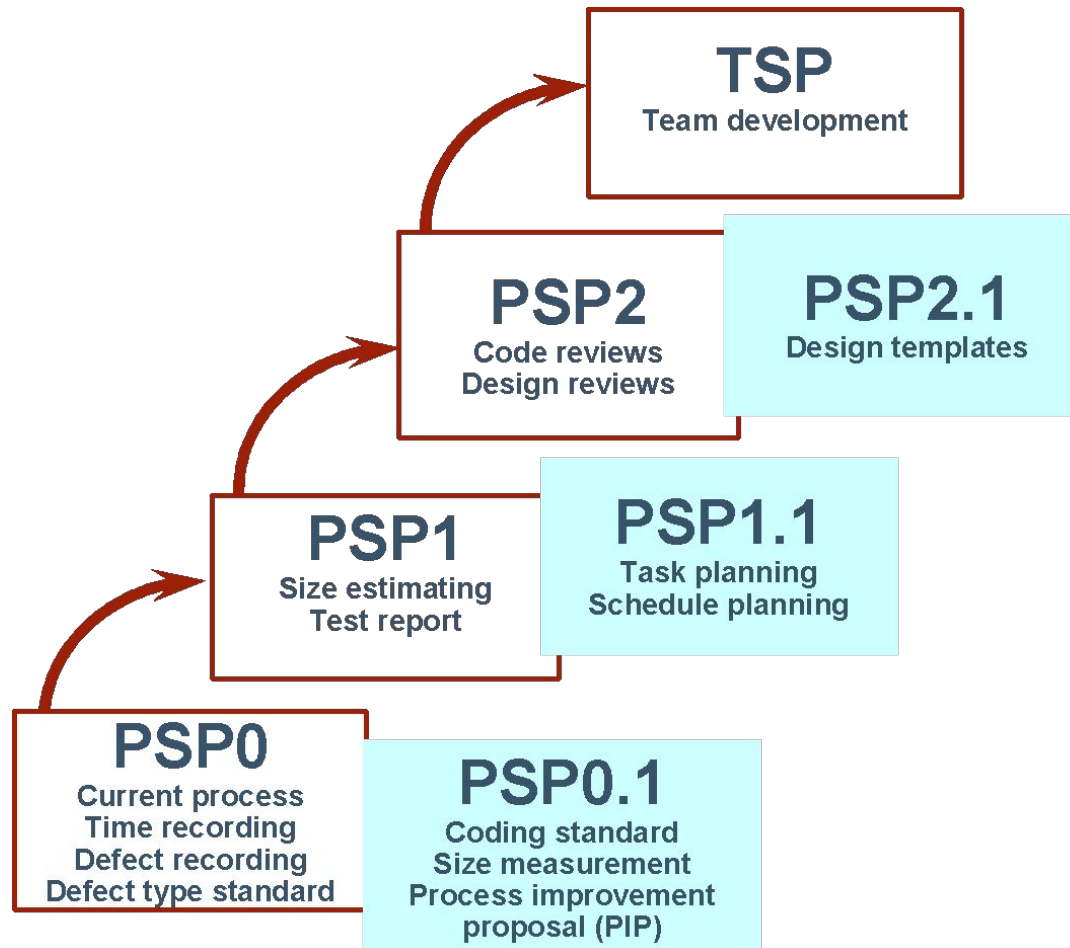 TSP
Team development
PSP2
Code reviews
Design reviews
PSP2.1
Design templates
PSP1
Size estimating
Test report
PSP1.1
Task planning
Schedule planning
PSP0
Current process
Time recording
Defect recording
Defect type standard
PSP0.1
Coding standard
Size measurement
Process improvement
proposal (PIP)